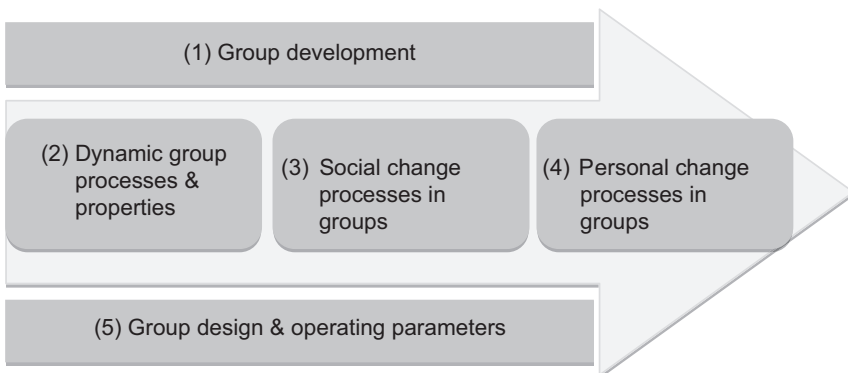 (1) Group development
(2) Dynamic group
processes &
properties
(3) Social change
processes in
groups
(4) Personal change
processes in
groups
(5) Group design & operating parameters